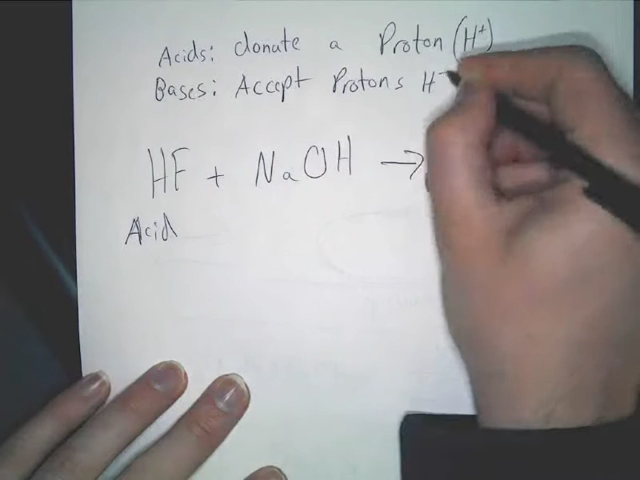 Acids: donate a Proton (H⁺)
Bases: Accept Protons H
HF + NaOH →
Acid